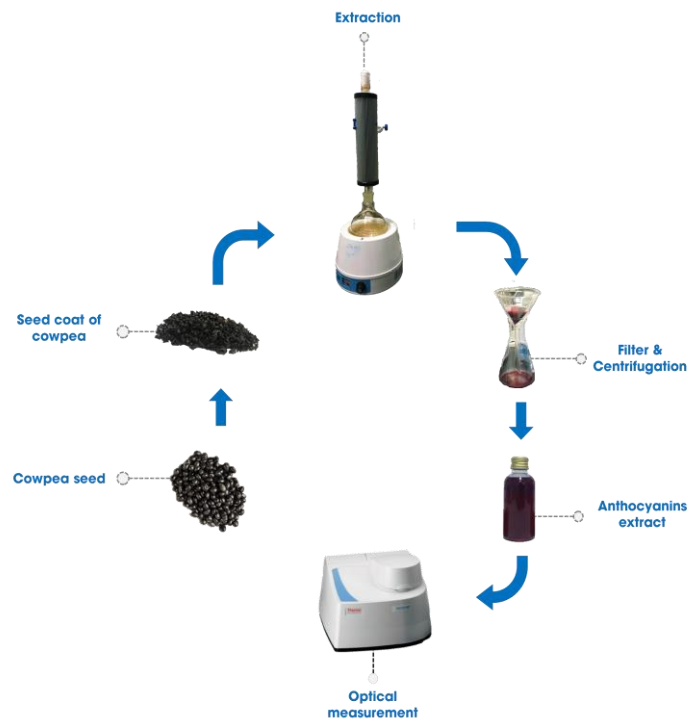 Extraction
Seed coat of
cowpea
Filter &
Centrifugation
Cowpea seed
Anthocyanins
extract
Optical
measurement